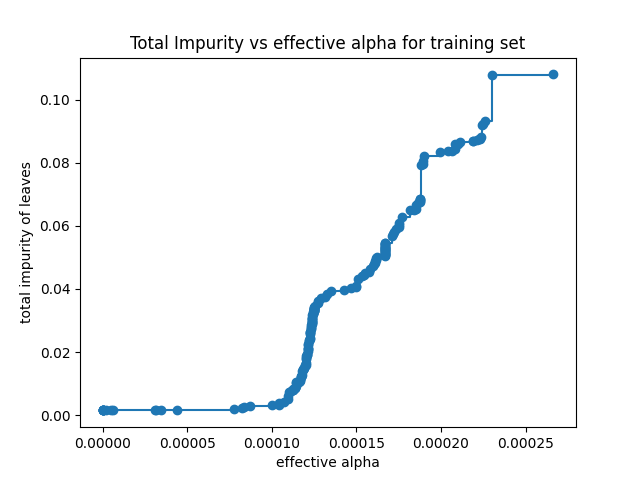 Total Impurity vs effective alpha for training set
total impurity of leaves
0.10
0.08
0.06
0.04
0.02
0.00
0.00000 0.00005 0.00010 0.00015 0.00020 0.00025
effective alpha